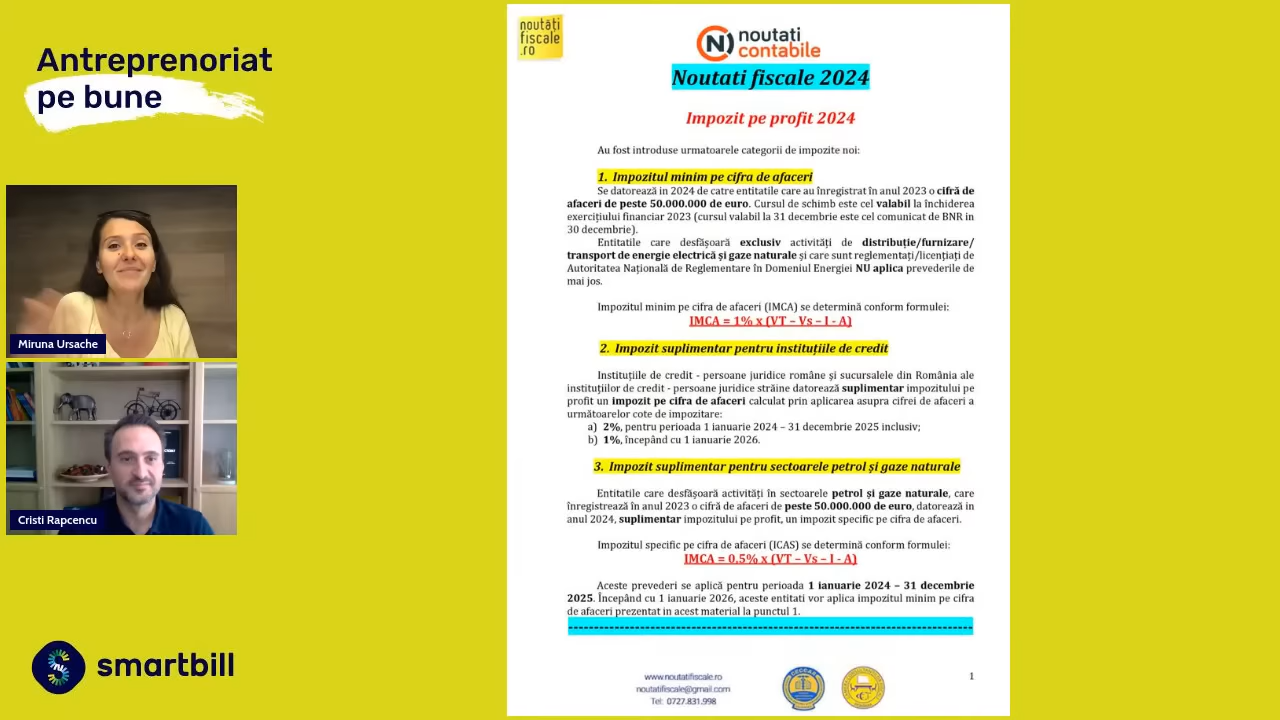 Antreprenoriat
pe bune
Miruna Ursache
Cristi Rapcencu
smartbill
noutăți
fiscale
.ro
N noutati
contabile
Noutati fiscale 2024
Impozit pe profit 2024
Au fost introduse urmatoarele categorii de impozite noi:
1. Impozitul minim pe cifra de afaceri
Se datorează in 2024 de catre entitatile care au înregistrat în anul 2023 o cifră de
afaceri de peste 50.000.000 de euro. Cursul de schimb este cel valabil la închiderea
exercițiului financiar 2023 (cursul valabil la 31 decembrie este cel comunicat de BNR in
30 decembrie).
Entitatile care desfășoară exclusiv activități de distribuție/furnizare/
transport de energie electrică și gaze naturale și care sunt reglementați/licențiați de
Autoritatea Națională de Reglementare în Domeniul Energiei NU aplica prevederile de
mai jos.
Impozitul minim pe cifra de afaceri (IMCA) se determină conform formulei:
IMCA = 1% x (VT – Vs – I - A)
2. Impozit suplimentar pentru instituțiile de credit
Instituțiile de credit - persoane juridice române și sucursalele din România ale
instituțiilor de credit - persoane juridice străine datorează suplimentar impozitului pe
profit un impozit pe cifra de afaceri calculat prin aplicarea asupra cifrei de afaceri a
următoarelor cote de impozitare:
a) 2%, pentru perioada 1 ianuarie 2024 – 31 decembrie 2025 inclusiv;
b) 1%, începând cu 1 ianuarie 2026.
3. Impozit suplimentar pentru sectoarele petrol și gaze naturale
Entitatile care desfășoară activități în sectoarele petrol și gaze naturale, care
înregistrează în anul 2023 o cifră de afaceri de peste 50.000.000 de euro, datorează in
anul 2024, suplimentar impozitului pe profit, un impozit specific pe cifra de afaceri.
Impozitul specific pe cifra de afaceri (ICAS) se determină conform formulei:
IMCA = 0.5% x (VT – Vs – I - A)
Aceste prevederi se aplică pentru perioada 1 ianuarie 2024 – 31 decembrie
2025. Începând cu 1 ianuarie 2026, aceste entitati vor aplica impozitul minim pe cifra
de afaceri prezentat in acest material la punctul 1.
www.noutatifiscale.ro
noutatifiscale@gmail.com
Tel: 0727.831.998
1